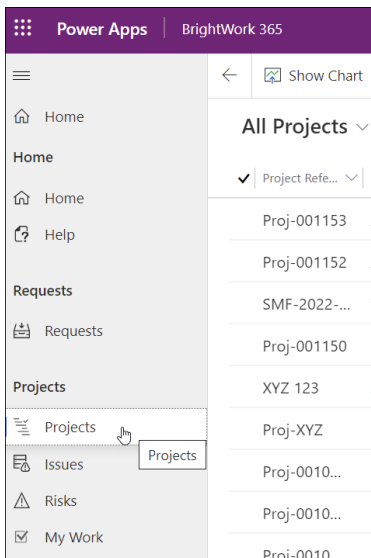 Power Apps BrightWork 365
Show Chart
Home
All Projects
Home
Project Refe...
Home
Proj-001153
Help
Proj-001152
Requests
SMF-2022-...
Requests
Proj-001150
Projects
XYZ 123
Projects
Proj-XYZ
Projects
Issues
Proj-0010...
Risks
Proj-0010...
My Work
Proj-0010